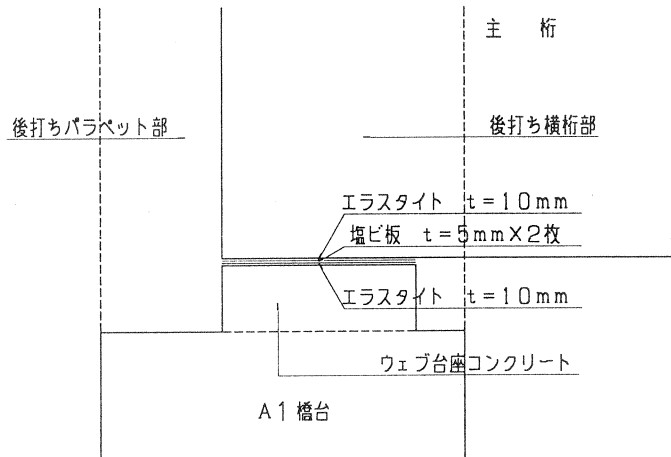 主 桁
後打ちパラペット部
後打ち横桁部
エラスタイト t=10mm
塩ビ板 t=5mm×2枚
エラスタイト t=10mm
ウェブ台座コンクリート
A1橋台